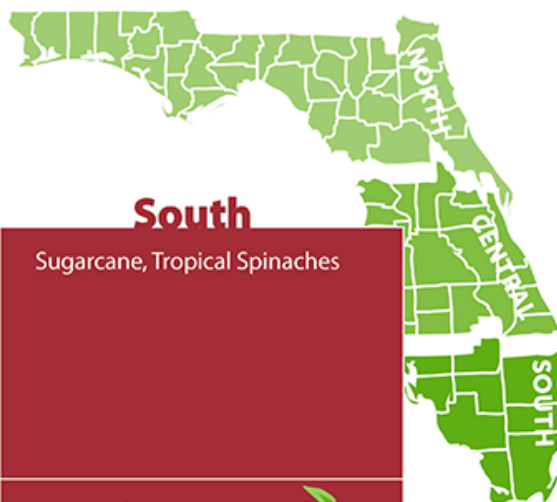 NORTH
South
Sugarcane, Tropical Spinaches
CENTRAL
SOUTH